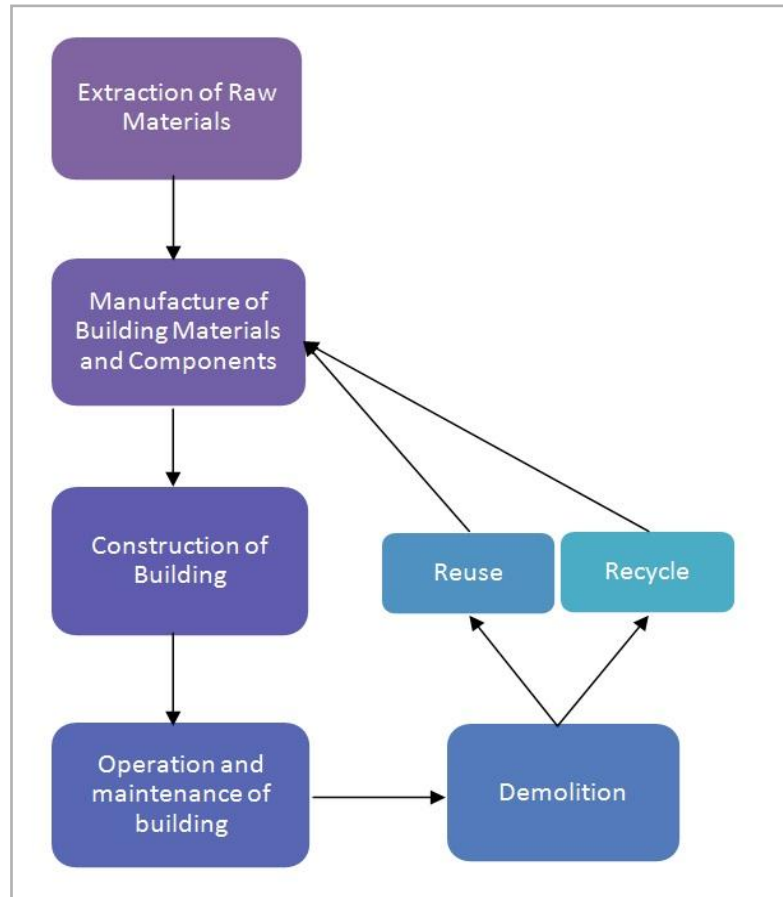 Extraction of Raw
Materials
Manufacture of
Building Materials
and Components
Construction of
Building
Reuse
Recycle
Operation and
maintenance of
building
Demolition